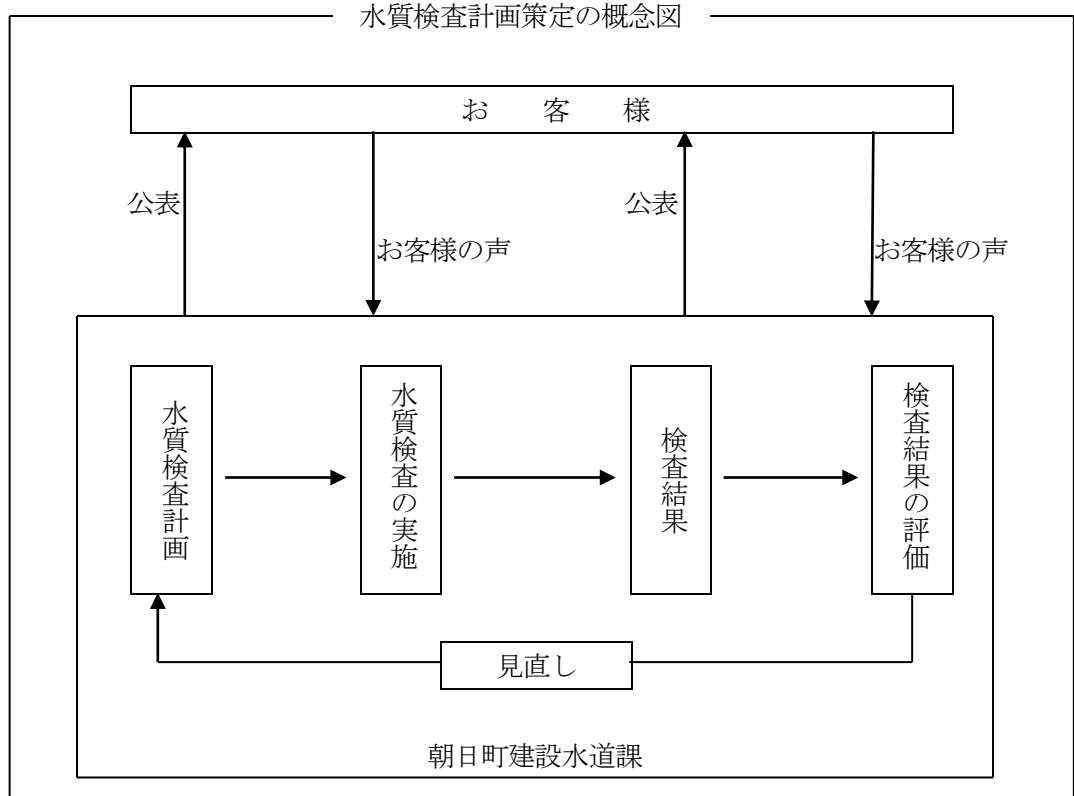 水質検査計画策定の概念図
お客様
公表
公表
お客様の声
お客様の声
水質検査計画
水質検査の実施
検査結果
検査結果の評価
見直し
朝日町建設水道課